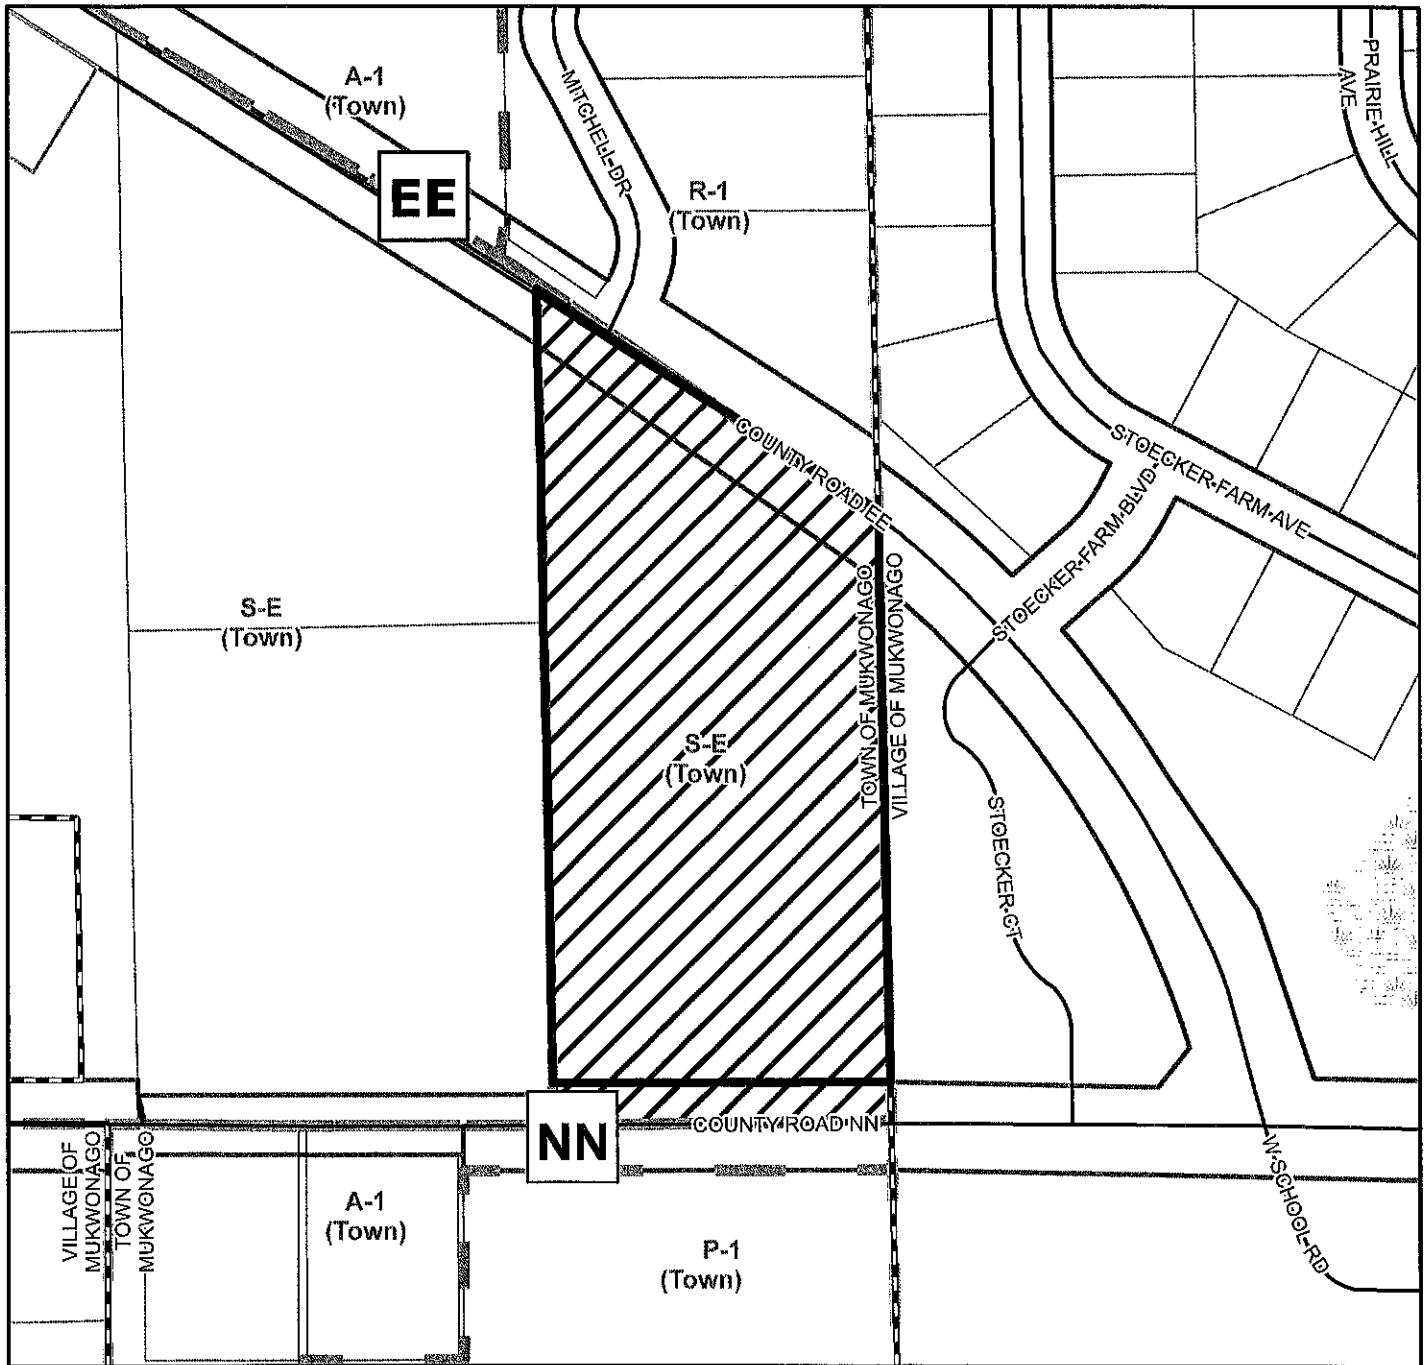 A-1
(Town)
MITCHELL DR
PRAIRIE HILL
AVE
EE
R-1
(Town)
COUNTY ROAD EE
STOECKER FARM AVE
STOECKER FARM BLVD
S-E
(Town)
TOWN OF MUKWONAGO
VILLAGE OF MUKWONAGO
S-E
(Town)
STOECKER CT
NN
COUNTY ROAD NN
VILLAGE OF
MUKWONAGO
TOWN OF
MUKWONAGO
A-1
(Town)
P-1
(Town)
W SCHOOL RD